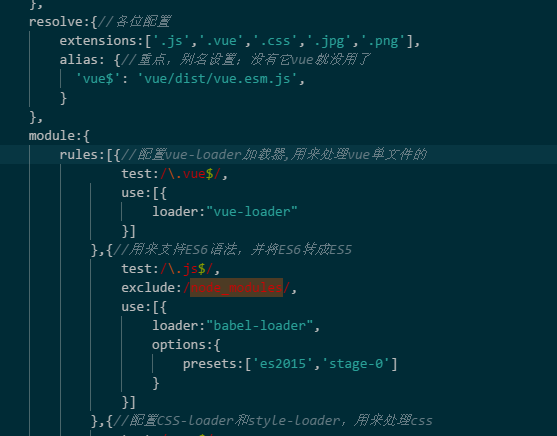 },
resolve:{//各位配置
extensions:['.js','.vue','.css','.jpg','.png'],
alias: {//重点，别名设置；没有它vue就没用了
'vue$': 'vue/dist/vue.esm.js',
}
},
module:{
rules:[{//配置vue-loader加载器,用来处理vue单文件的
test:/\.vue$/,
use:[{
loader:"vue-loader"
}]
},{//用来支持ES6语法，并将ES6转成ES5
test:/\.js$/,
exclude:/node_modules/,
use:[{
loader:"babel-loader",
options:{
presets:['es2015','stage-0']
}
}]
},{//配置CSS-loader和style-loader，用来处理css